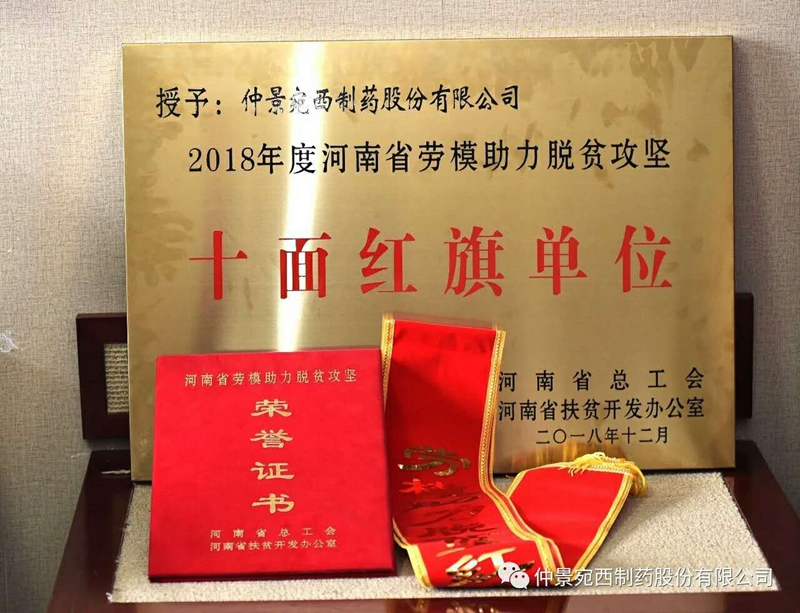 授予：仲景宛西制药股份有限公司
2018年度河南省劳模助力脱贫攻坚
十面红旗单位
河南省总工会
河南省扶贫开发办公室
二〇一八年十二月
河南省劳模助力脱贫攻坚
荣誉证书
河南省总工会
河南省扶贫开发办公室
红
仲景宛西制药股份有限公司